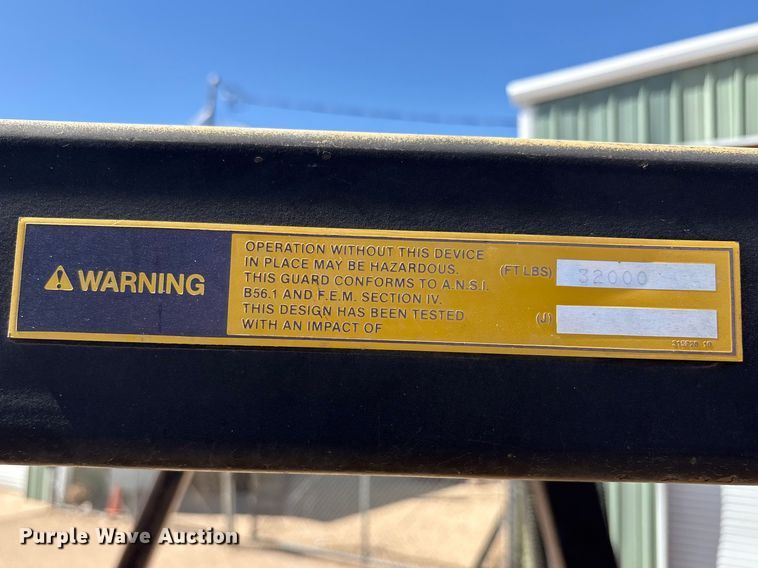 WARNING
OPERATION WITHOUT THIS DEVICE
IN PLACE MAY BE HAZARDOUS.
THIS GUARD CONFORMS TO A.N.S.I.
B56.1 AND F.E.M. SECTION IV.
THIS DESIGN HAS BEEN TESTED
WITH AN IMPACT OF
(FT LBS) 32000
(J)
Purple Wave Auction